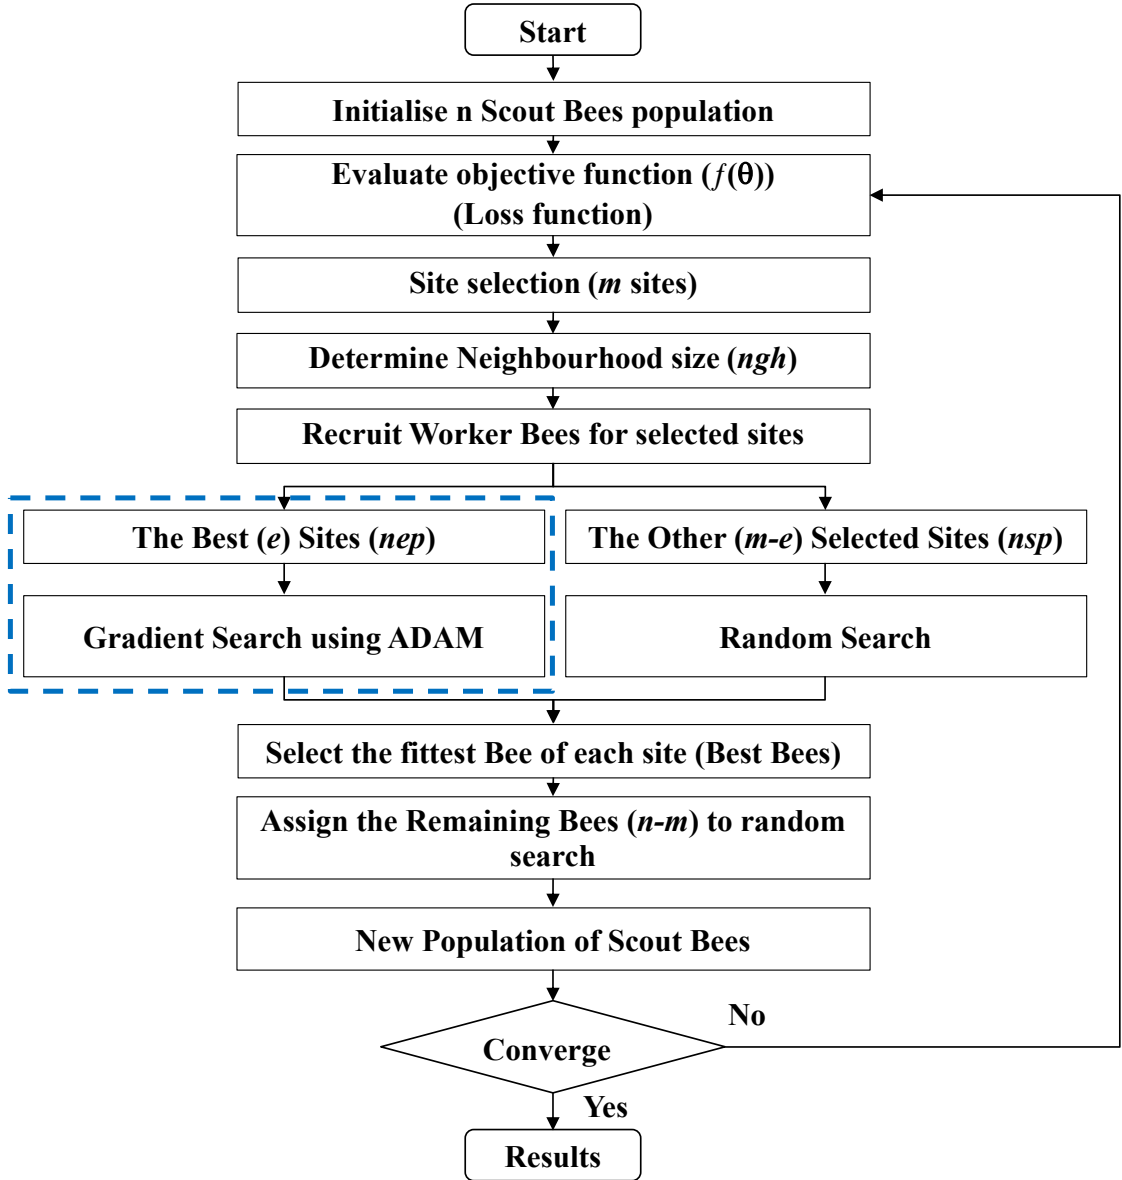 Start
Initialise n Scout Bees population
Evaluate objective function (f(θ))
(Loss function)
Site selection (m sites)
Determine Neighbourhood size (ngh)
Recruit Worker Bees for selected sites
The Best (e) Sites (nep)
The Other (m-e) Selected Sites (nsp)
Gradient Search using ADAM
Random Search
Select the fittest Bee of each site (Best Bees)
Assign the Remaining Bees (n-m) to random
search
New Population of Scout Bees
No
Converge
Yes
Results